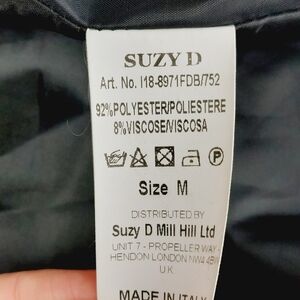 SUZY D
Art. No. I18-8971FDB/752
92%POLYESTER/POLIESTERE
8%VISCOSE/VISCOSA
P
Size M
DISTRIBUTED BY
Suzy D Mill Hill Ltd
UNIT 7 - PROPELLER WAY
HENDON LONDON NW4 4B
UK
MADE IN ITALY